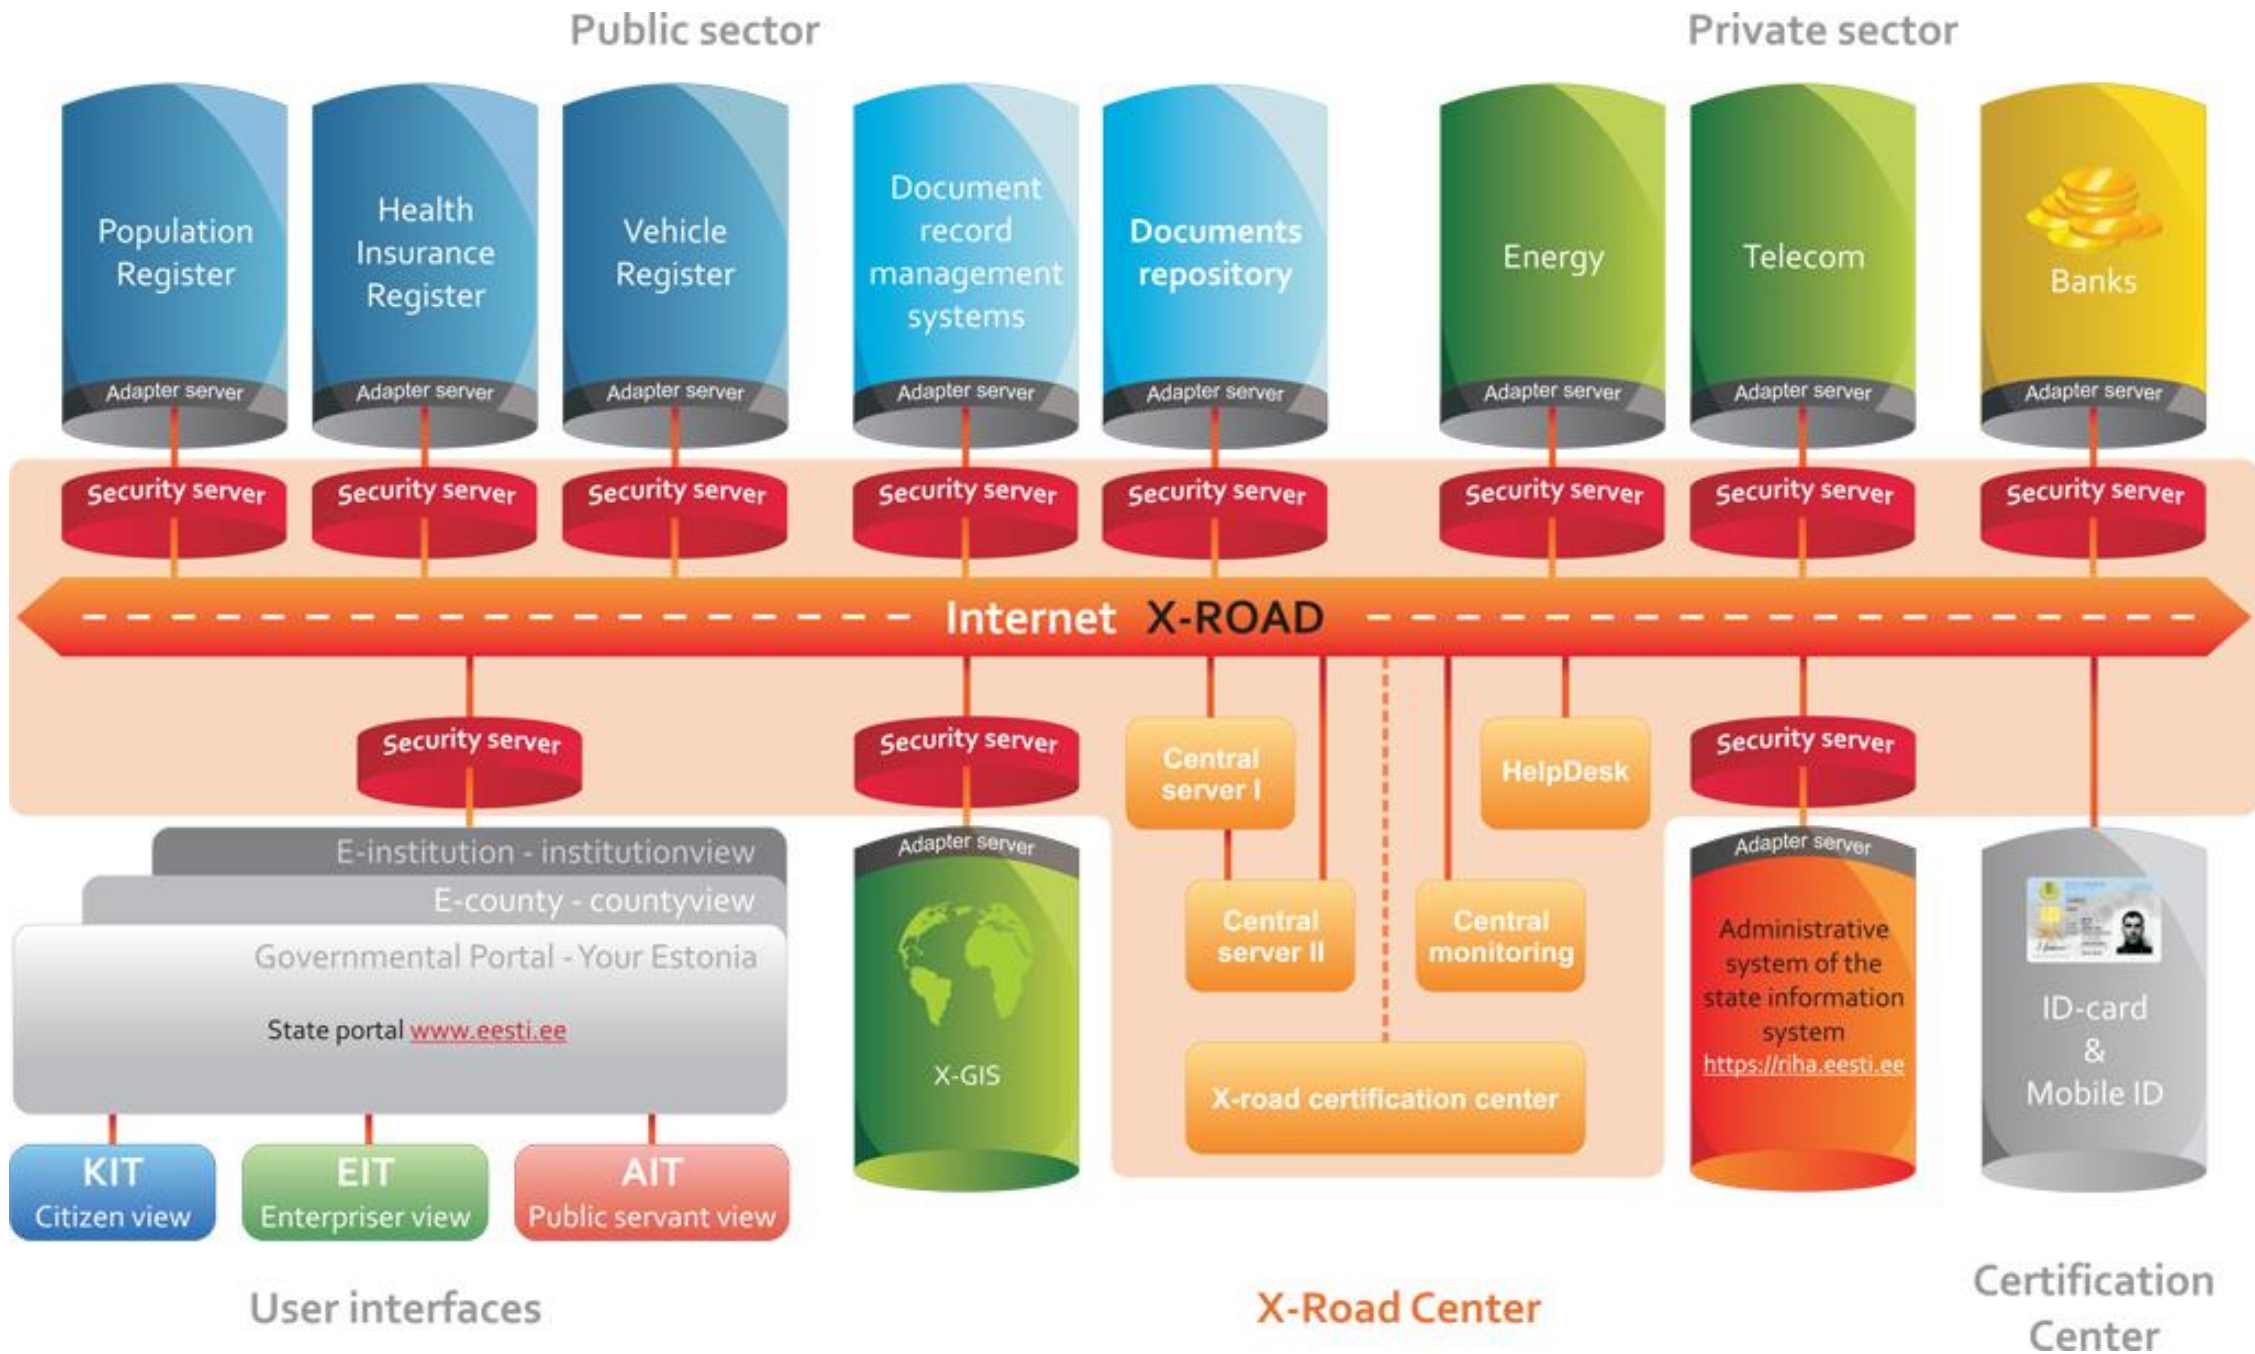 Public sector
Private sector
Population
Register
Health
Insurance
Register
Vehicle
Register
Document
record
management
systems
Documents
repository
Energy
Telecom
Banks
Adapter server
Adapter server
Adapter server
Adapter server
Adapter server
Adapter server
Adapter server
Adapter server
Security server
Security server
Security server
Security server
Security server
Security server
Security server
Security server
Internet X-ROAD
Security server
Security server
Central
server I
HelpDesk
Security server
E-institution - institutionview
E-county - countyview
Governmental Portal - Your Estonia
State portal www.eesti.ee
Adapter server
X-GIS
Central
server II
Central
monitoring
X-road certification center
Adapter server
Administrative
system of the
state information
system
https://riha.eesti.ee
ID-card
&
Mobile ID
KIT
Citizen view
EIT
Enterpriser view
AIT
Public servant view
User interfaces
X-Road Center
Certification
Center